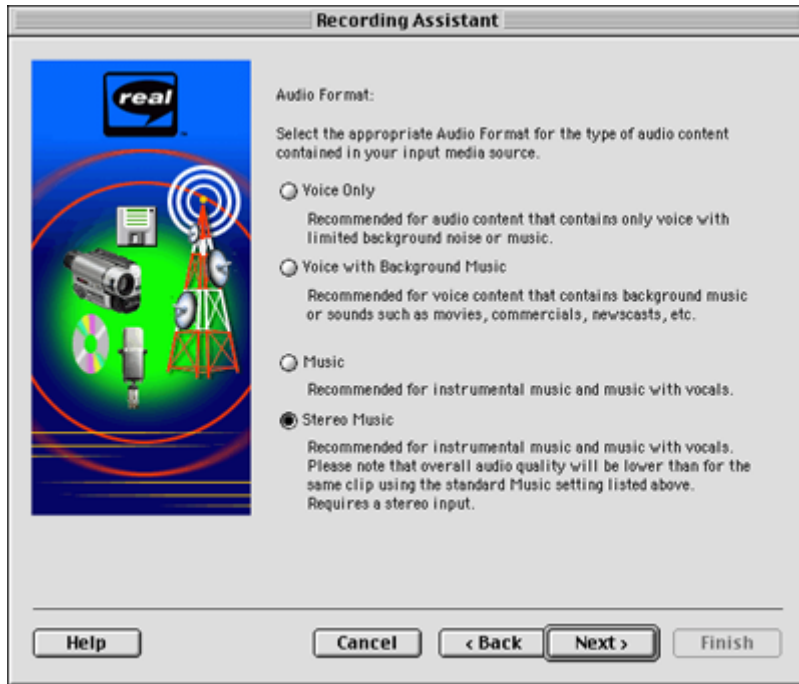 Recording Assistant
real
Audio Format:
Select the appropriate Audio Format for the type of audio content
contained in your input media source.
Voice Only
Recommended for audio content that contains only voice with
limited background noise or music.
Voice with Background Music
Recommended for voice content that contains background music
or sounds such as movies, commercials, newscasts, etc.
Music
Recommended for instrumental music and music with vocals.
Stereo Music
Recommended for instrumental music and music with vocals.
Please note that overall audio quality will be lower than for the
same clip using the standard Music setting listed above.
Requires a stereo input.
Help
Cancel
< Back
Next >
Finish